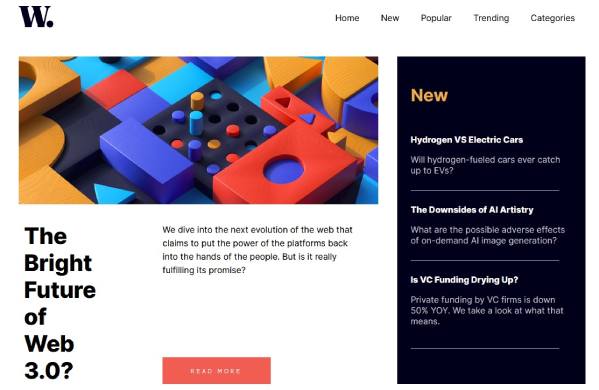 W.
Home New Popular Trending Categories
The
Bright
Future
of
Web
3.0?
We dive into the next evolution of the web that
claims to put the power of the platforms back
into the hands of the people. But is it really
fulfilling its promise?
READ MORE
New
Hydrogen VS Electric Cars
Will hydrogen-fueled cars ever catch
up to EVs?
The Downsides of AI Artistry
What are the possible adverse effects
of on-demand AI image generation?
Is VC Funding Drying Up?
Private funding by VC firms is down
50% YOY. We take a look at what that
means.